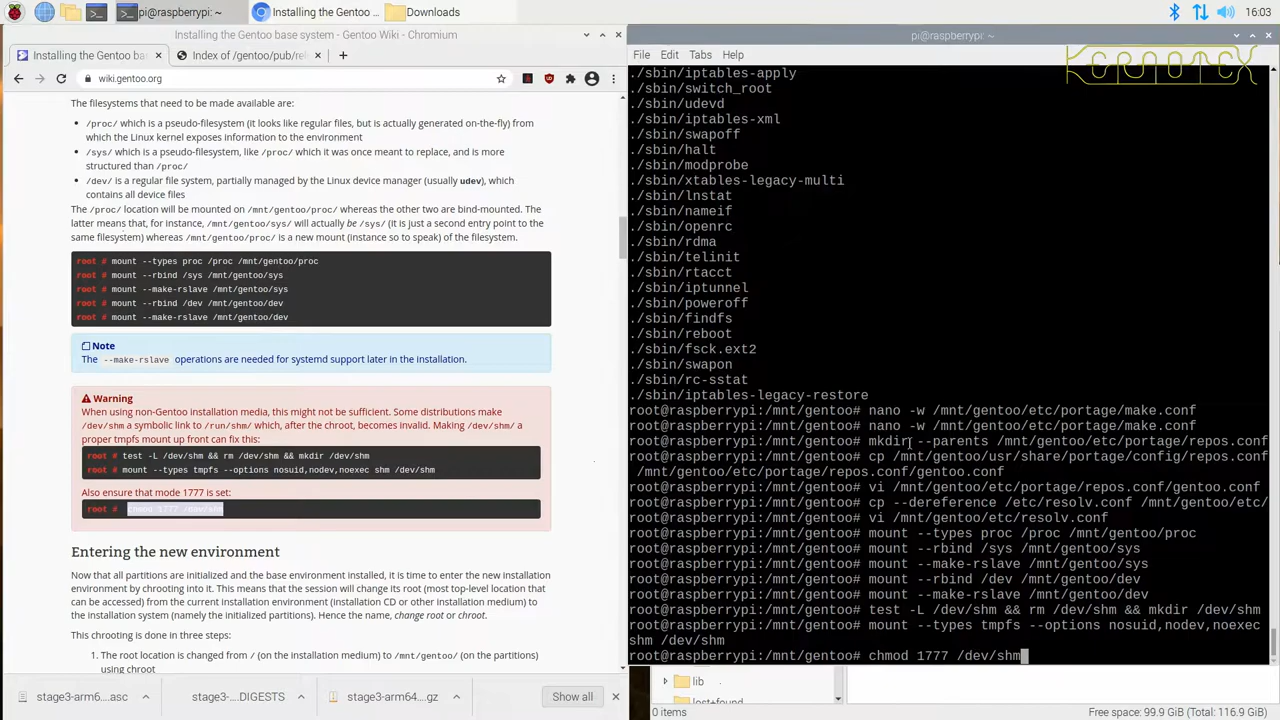 pi@raspberrypi: ~
Installing the Gentoo ...
Downloads
16:03
Installing the Gentoo base system - Gentoo Wiki - Chromium
Installing the Gentoo bas
Index of /gentoo/pub/rel
wiki.gentoo.org
The filesystems that need to be made available are:
/proc/ which is a pseudo-filesystem (it looks like regular files, but is actually generated on-the-fly) from
which the Linux kernel exposes information to the environment
/sys/ which is a pseudo-filesystem, like /proc/ which it was once meant to replace, and is more
structured than /proc/
/dev/ is a regular file system, partially managed by the Linux device manager (usually udev), which
contains all device files
The /proc/ location will be mounted on /mnt/gentoo/proc/ whereas the other two are bind-mounted. The
latter means that, for instance, /mnt/gentoo/sys/ will actually be /sys/ (it is just a second entry point to the
same filesystem) whereas /mnt/gentoo/proc/ is a new mount (instance so to speak) of the filesystem.
root # mount --types proc /proc /mnt/gentoo/proc
root # mount --rbind /sys /mnt/gentoo/sys
root # mount --make-rslave /mnt/gentoo/sys
root # mount --rbind /dev /mnt/gentoo/dev
root # mount --make-rslave /mnt/gentoo/dev
Note
The --make-rslave operations are needed for systemd support later in the installation.
Warning
When using non-Gentoo installation media, this might not be sufficient. Some distributions make
/dev/shm a symbolic link to /run/shm/ which, after the chroot, becomes invalid. Making /dev/shm/ a
proper tmpfs mount up front can fix this:
root # test -L /dev/shm && rm /dev/shm && mkdir /dev/shm
root # mount --types tmpfs --options nosuid,nodev,noexec shm /dev/shm
Also ensure that mode 1777 is set:
root # chmod 1777 /dev/shm
Entering the new environment
Now that all partitions are initialized and the base environment installed, it is time to enter the new installation
environment by chrooting into it. This means that the session will change its root (most top-level location that
can be accessed) from the current installation environment (installation CD or other installation medium) to
the installation system (namely the initialized partitions). Hence the name, change root or chroot.
This chrooting is done in three steps:
1. The root location is changed from / (on the installation medium) to /mnt/gentoo/ (on the partitions)
using chroot
stage3-arm6....asc
stage3-....DIGESTS
stage3-arm64....gz
Show all
pi@raspberrypi: ~
File Edit Tabs Help
KERNOTEX
./sbin/iptables-apply
./sbin/switch_root
./sbin/udevd
./sbin/iptables-xml
./sbin/swapoff
./sbin/halt
./sbin/modprobe
./sbin/xtables-legacy-multi
./sbin/lnstat
./sbin/nameif
./sbin/openrc
./sbin/rdma
./sbin/telinit
./sbin/rtacct
./sbin/iptunnel
./sbin/poweroff
./sbin/findfs
./sbin/reboot
./sbin/fsck.ext2
./sbin/swapon
./sbin/rc-sstat
./sbin/iptables-legacy-restore
root@raspberrypi:/mnt/gentoo# nano -w /mnt/gentoo/etc/portage/make.conf
root@raspberrypi:/mnt/gentoo# nano -w /mnt/gentoo/etc/portage/make.conf
root@raspberrypi:/mnt/gentoo# mkdir --parents /mnt/gentoo/etc/portage/repos.conf
root@raspberrypi:/mnt/gentoo# cp /mnt/gentoo/usr/share/portage/config/repos.conf
/mnt/gentoo/etc/portage/repos.conf/gentoo.conf
root@raspberrypi:/mnt/gentoo# vi /mnt/gentoo/etc/portage/repos.conf/gentoo.conf
root@raspberrypi:/mnt/gentoo# cp --dereference /etc/resolv.conf /mnt/gentoo/etc/
root@raspberrypi:/mnt/gentoo# vi /mnt/gentoo/etc/resolv.conf
root@raspberrypi:/mnt/gentoo# mount --types proc /proc /mnt/gentoo/proc
root@raspberrypi:/mnt/gentoo# mount --rbind /sys /mnt/gentoo/sys
root@raspberrypi:/mnt/gentoo# mount --make-rslave /mnt/gentoo/sys
root@raspberrypi:/mnt/gentoo# mount --rbind /dev /mnt/gentoo/dev
root@raspberrypi:/mnt/gentoo# mount --make-rslave /mnt/gentoo/dev
root@raspberrypi:/mnt/gentoo# test -L /dev/shm && rm /dev/shm && mkdir /dev/shm
root@raspberrypi:/mnt/gentoo# mount --types tmpfs --options nosuid,nodev,noexec
shm /dev/shm
root@raspberrypi:/mnt/gentoo# chmod 1777 /dev/shm
lib
lost+found
0 items
Free space: 99.9 GiB (Total: 116.9 GiB)